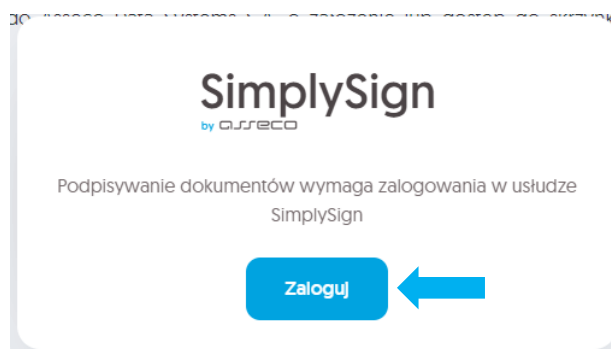 SimplySign
by asseco
Podpisywanie dokumentów wymaga zalogowania w usłudze
SimplySign
Zaloguj